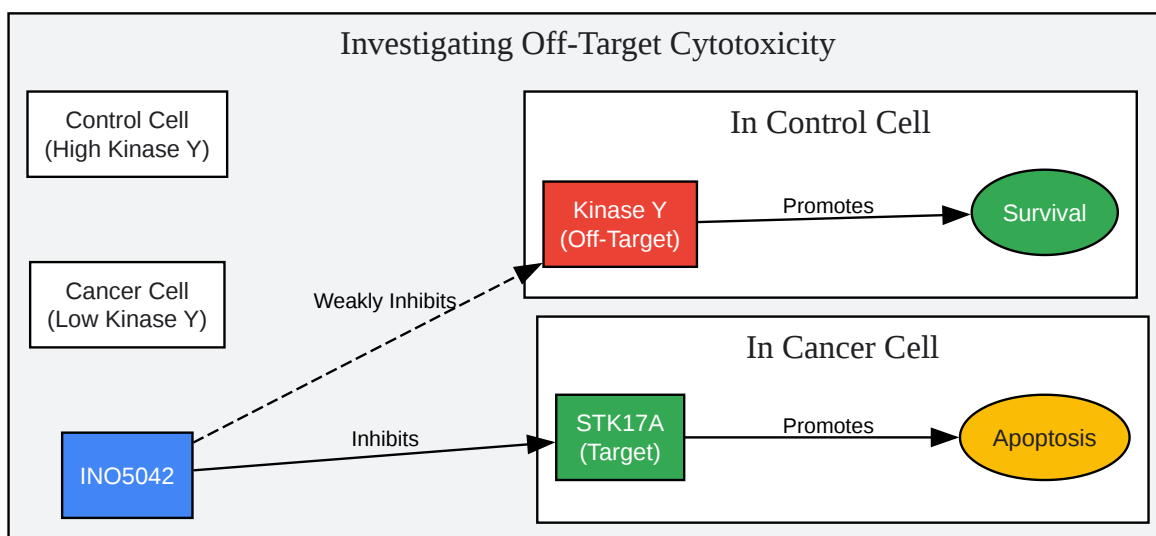 Investigating Off-Target Cytotoxicity
Control Cell
(High Kinase Y)
Cancer Cell
(Low Kinase Y)
INO5042
Weakly Inhibits
Inhibits
In Control Cell
Kinase Y
(Off-Target)
Promotes
Survival
In Cancer Cell
STK17A
(Target)
Promotes
Apoptosis